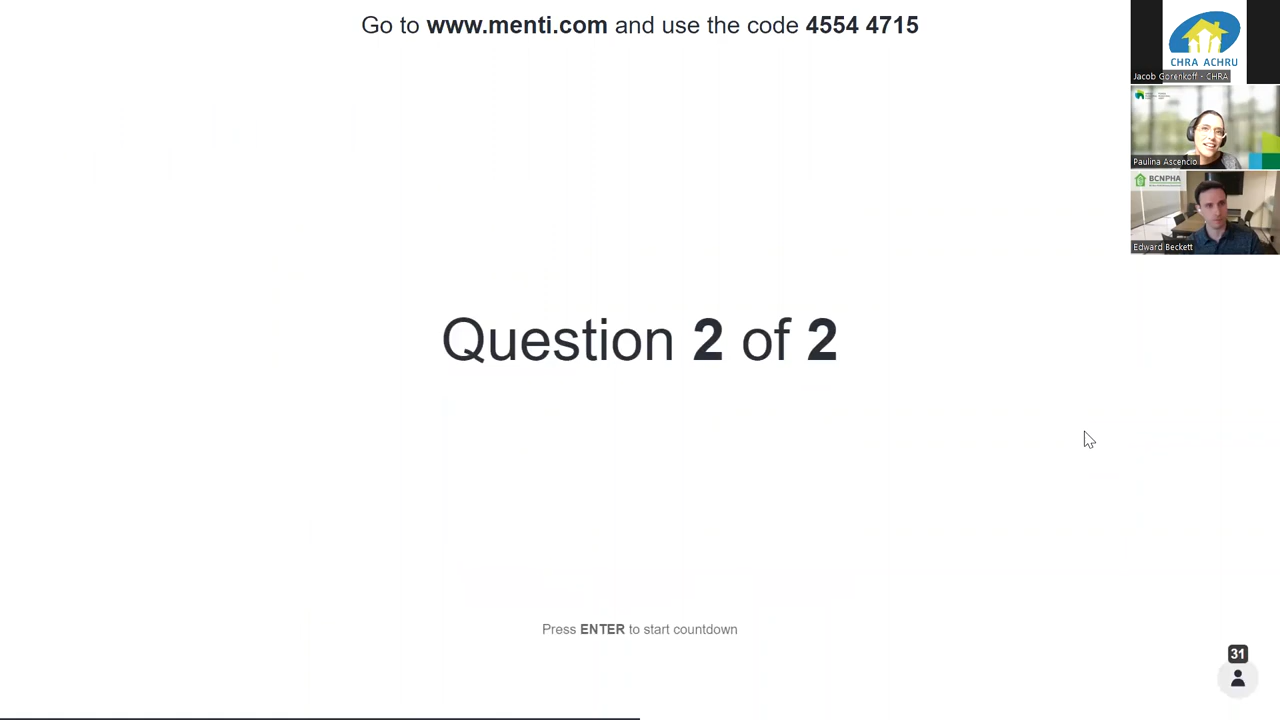 Go to www.menti.com and use the code 4554 4715
CHRA ACHRU
Jacob Gorenkoff - CHRA
Paulina Ascencio
BCNPHA
Edward Beckett
Question 2 of 2
Press ENTER to start countdown
31